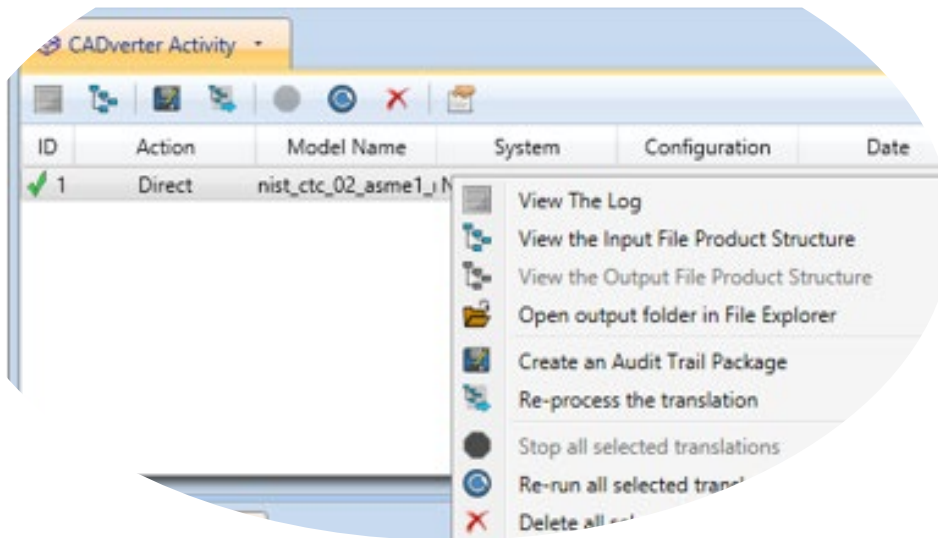 CADverter Activity
ID Action Model Name System Configuration Date
1 Direct nist_ctc_02_asme1_
View The Log
View the Input File Product Structure
View the Output File Product Structure
Open output folder in File Explorer
Create an Audit Trail Package
Re-process the translation
Stop all selected translations
Re-run all selected
Delete all